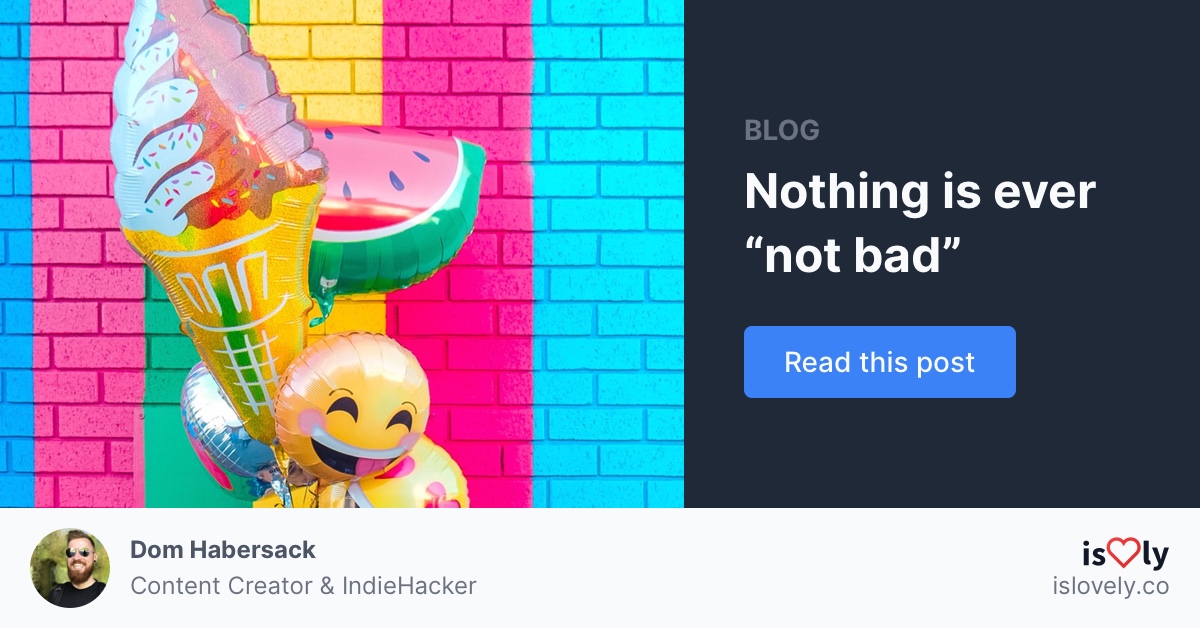 BLOG
Nothing is ever
“not bad”
Read this post
Dom Habersack
Content Creator & IndieHacker
is ly
islovely.co